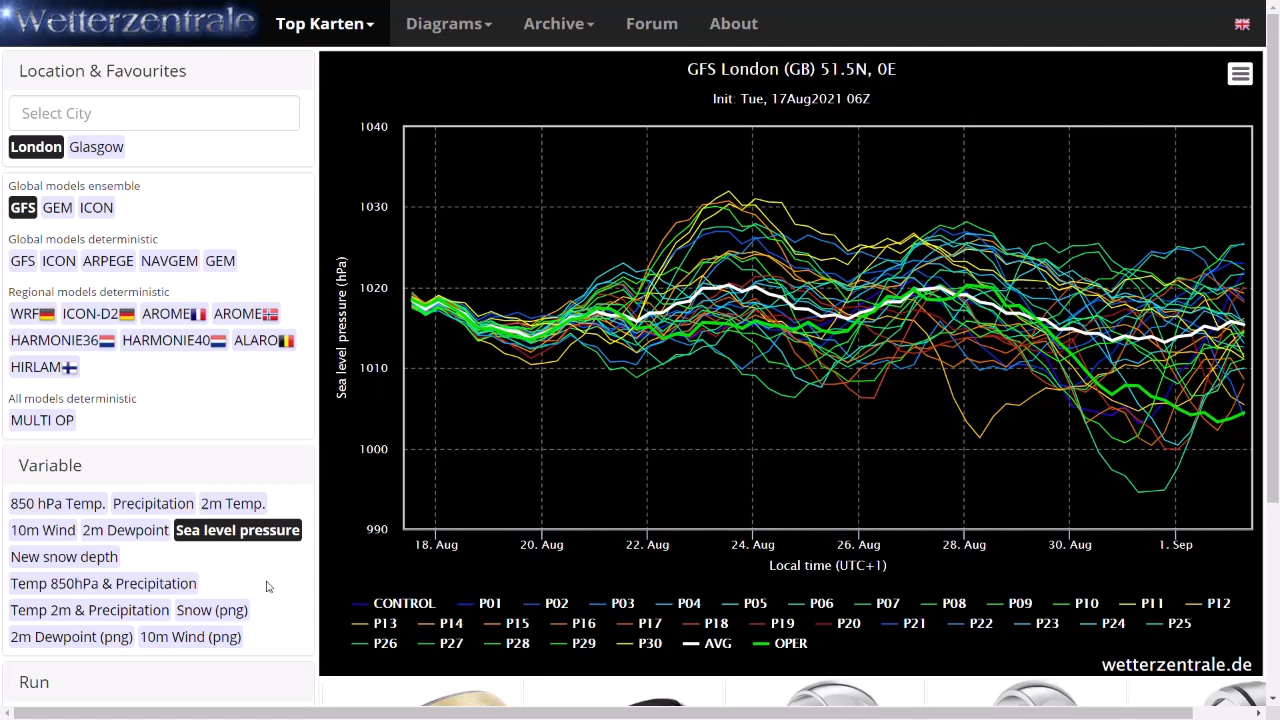 Wetterzentrale Top Karten Diagrams Archive Forum About
Location & Favourites
Select City
London Glasgow
Global models ensemble
GFS GEM ICON
Global models deterministic
GFS ICON ARPEGE NAVGEM GEM
Regional models deterministic
WRF ICON-D2 AROME AROME
HARMONIE36 HARMONIE40 ALARO
HIRLAM
All models deterministic
MULTI OP
Variable
850 hPa Temp. Precipitation 2m Temp.
10m Wind 2m Dewpoint Sea level pressure
New snow depth
Temp 850hPa & Precipitation
Temp 2m & Precipitation Snow (png)
2m Dewpoint (png) 10m Wind (png)
Run
GFS London (GB) 51.5N, 0E
Init: Tue, 17Aug2021 06Z
Sea level pressure (hPa)
1040
1030
1020
1010
1000
990
18. Aug 20. Aug 22. Aug 24. Aug 26. Aug 28. Aug 30. Aug 1. Sep
Local time (UTC+1)
CONTROL P01 P02 P03 P04 P05 P06 P07 P08 P09 P10 P11 P12
P13 P14 P15 P16 P17 P18 P19 P20 P21 P22 P23 P24 P25
P26 P27 P28 P29 P30 AVG OPER
wetterzentrale.de